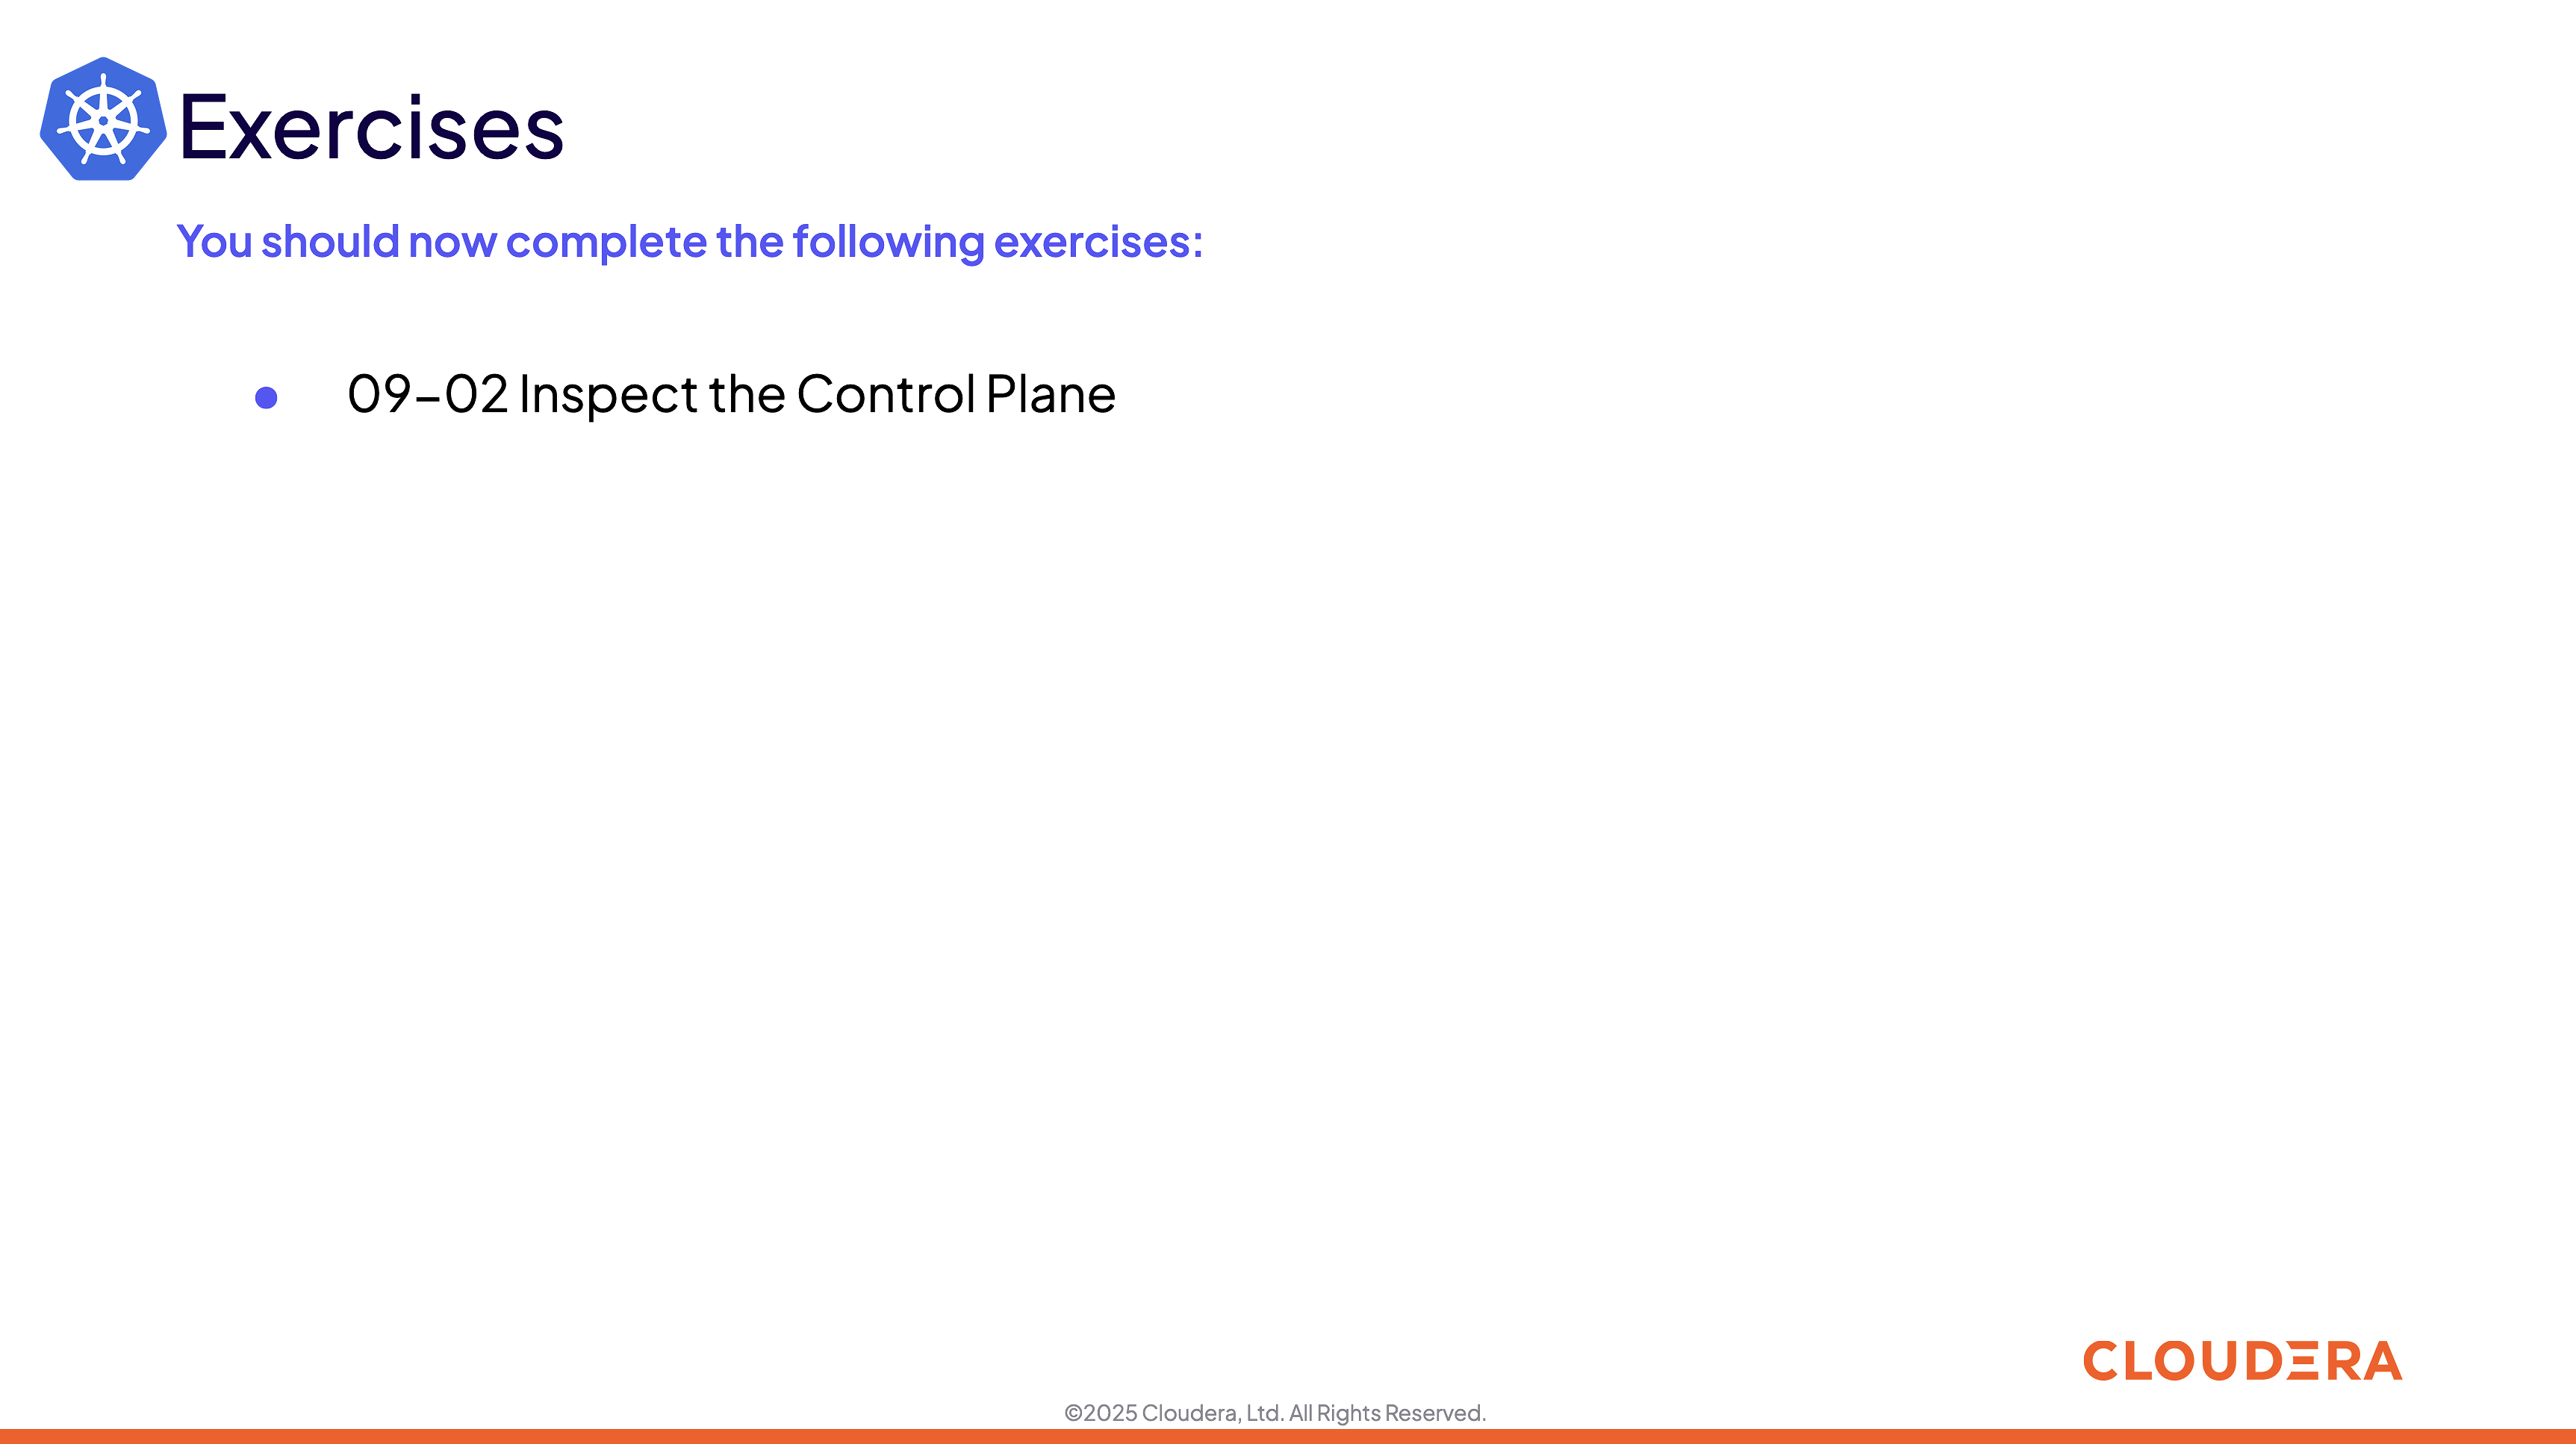 Exercises
You should now complete the following exercises:
● 09–02 Inspect the Control Plane
CLOUDERA
©2025 Cloudera, Ltd. All Rights Reserved.